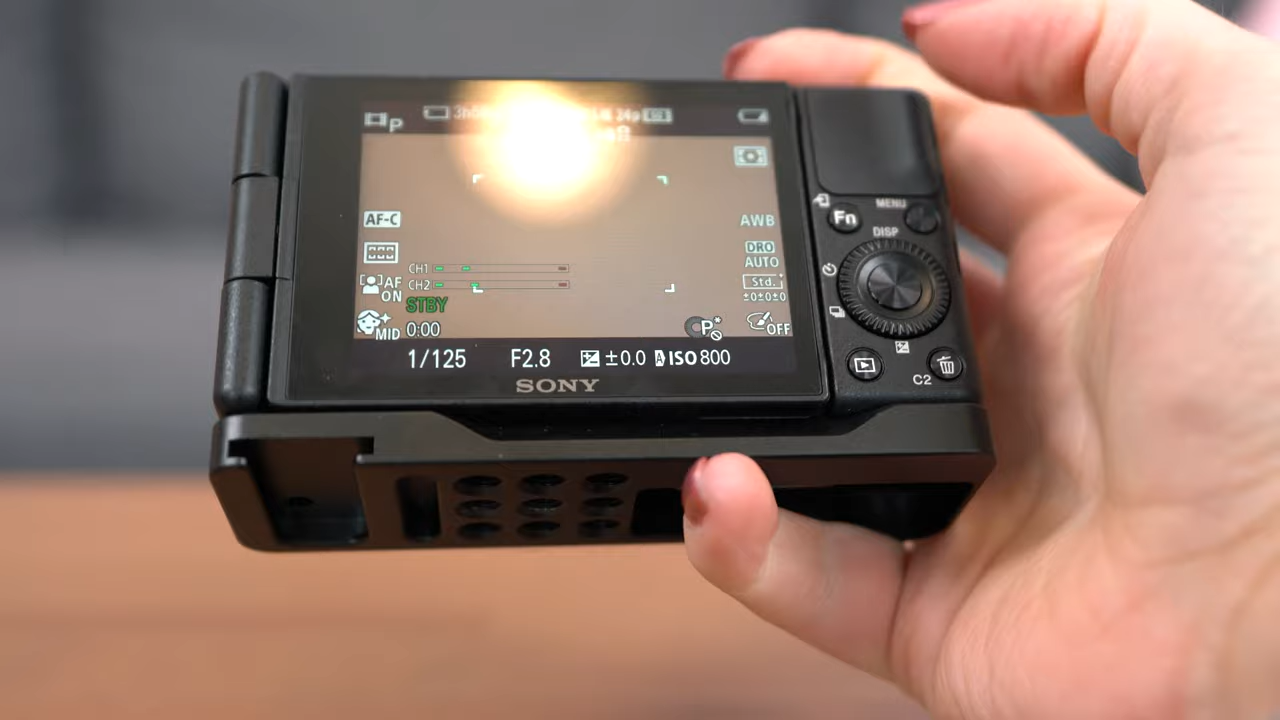 P
24p
AF-C
AWB
DRO
AUTO
CH1
CH2
AF
ON
Std.
±0±0±0
STBY
MID
0:00
P*
OFF
1/125 F2.8 ±0.0 A ISO 800
SONY
Fn
MENU
DISP
C2